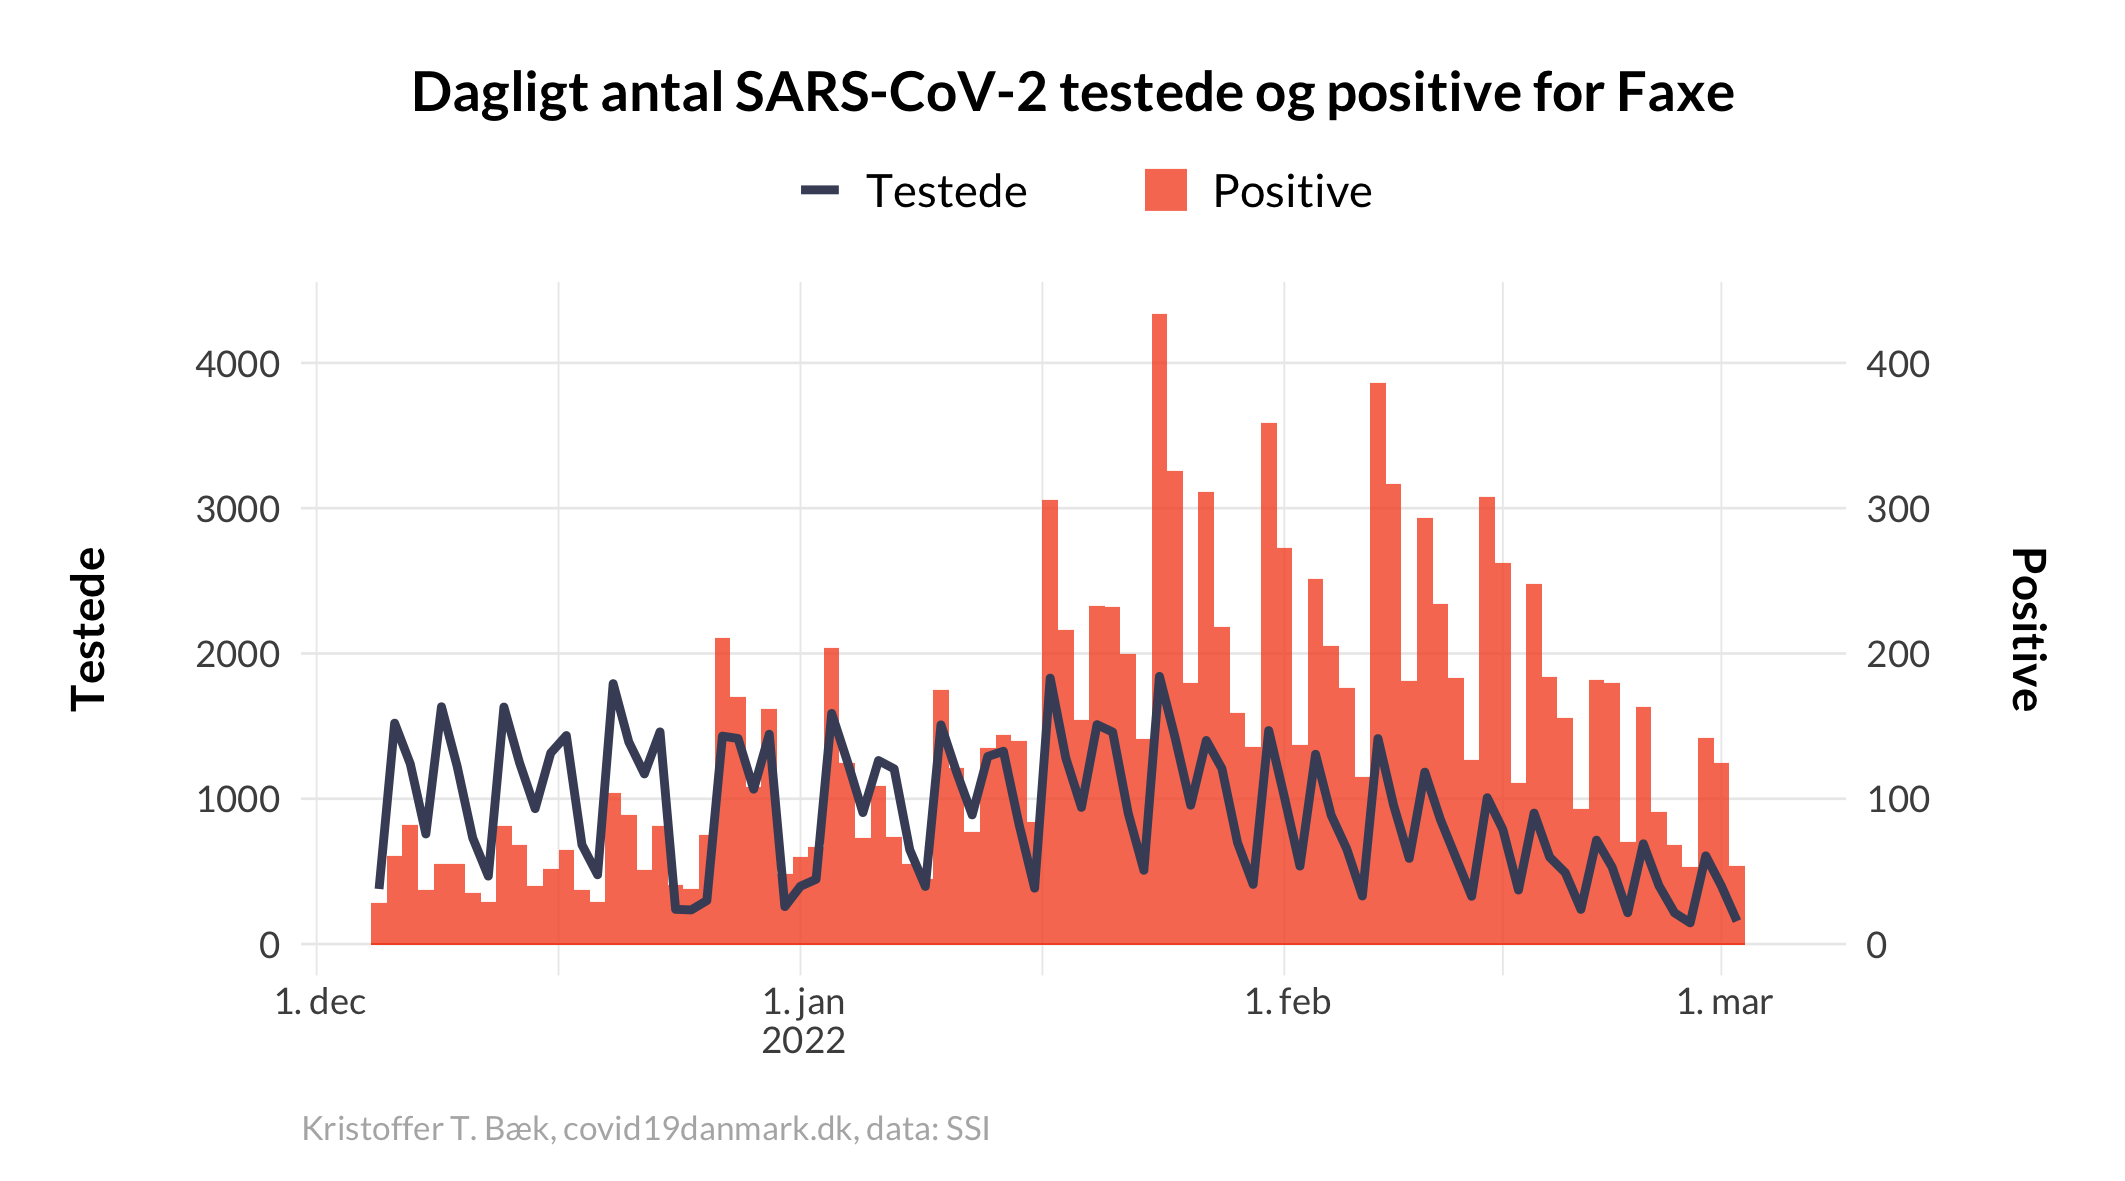 Dagligt antal SARS-CoV-2 testede og positive for Faxe
Testede
Positive
4000
3000
2000
1000
0
Testede
400
300
200
100
0
Positive
1. dec
1. jan
2022
1. feb
1. mar
Kristoffer T. Bæk, covid19danmark.dk, data: SSI